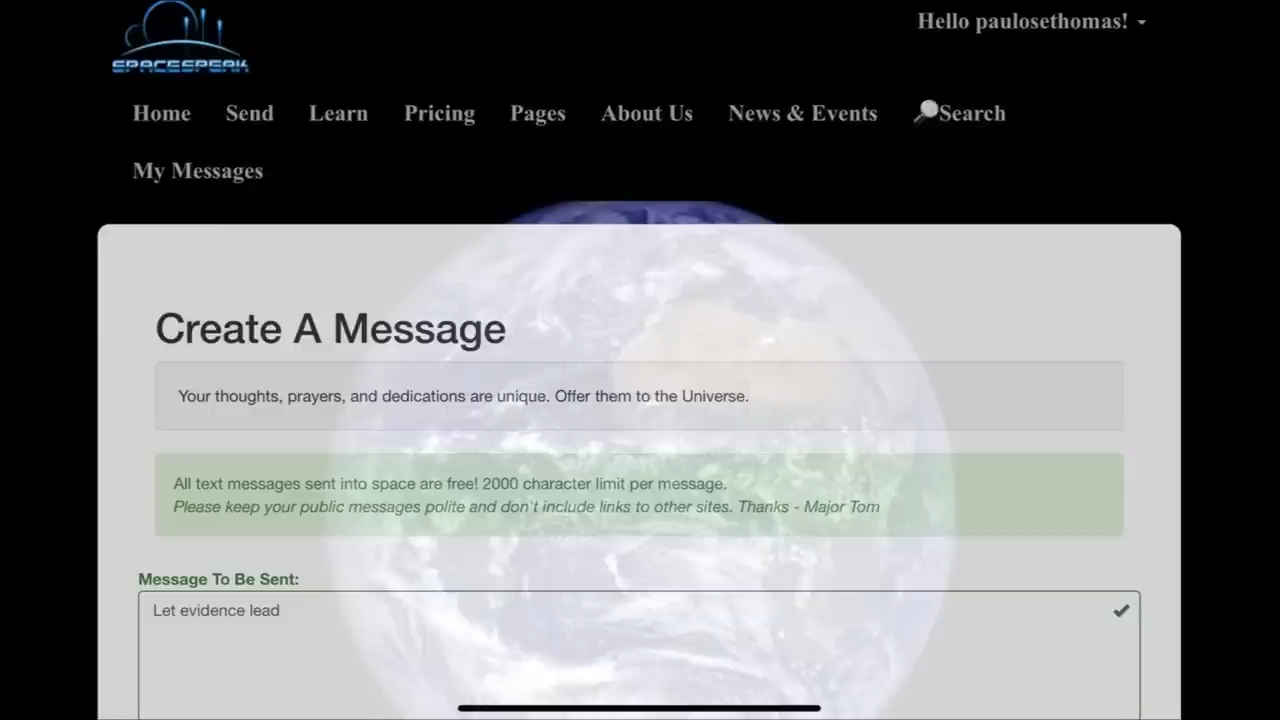 SPACESPEAK
Hello paulosethomas!
Home Send Learn Pricing Pages About Us News & Events Search
My Messages
Create A Message
Your thoughts, prayers, and dedications are unique. Offer them to the Universe.
All text messages sent into space are free! 2000 character limit per message.
Please keep your public messages polite and don't include links to other sites. Thanks - Major Tom
Message To Be Sent:
Let evidence lead